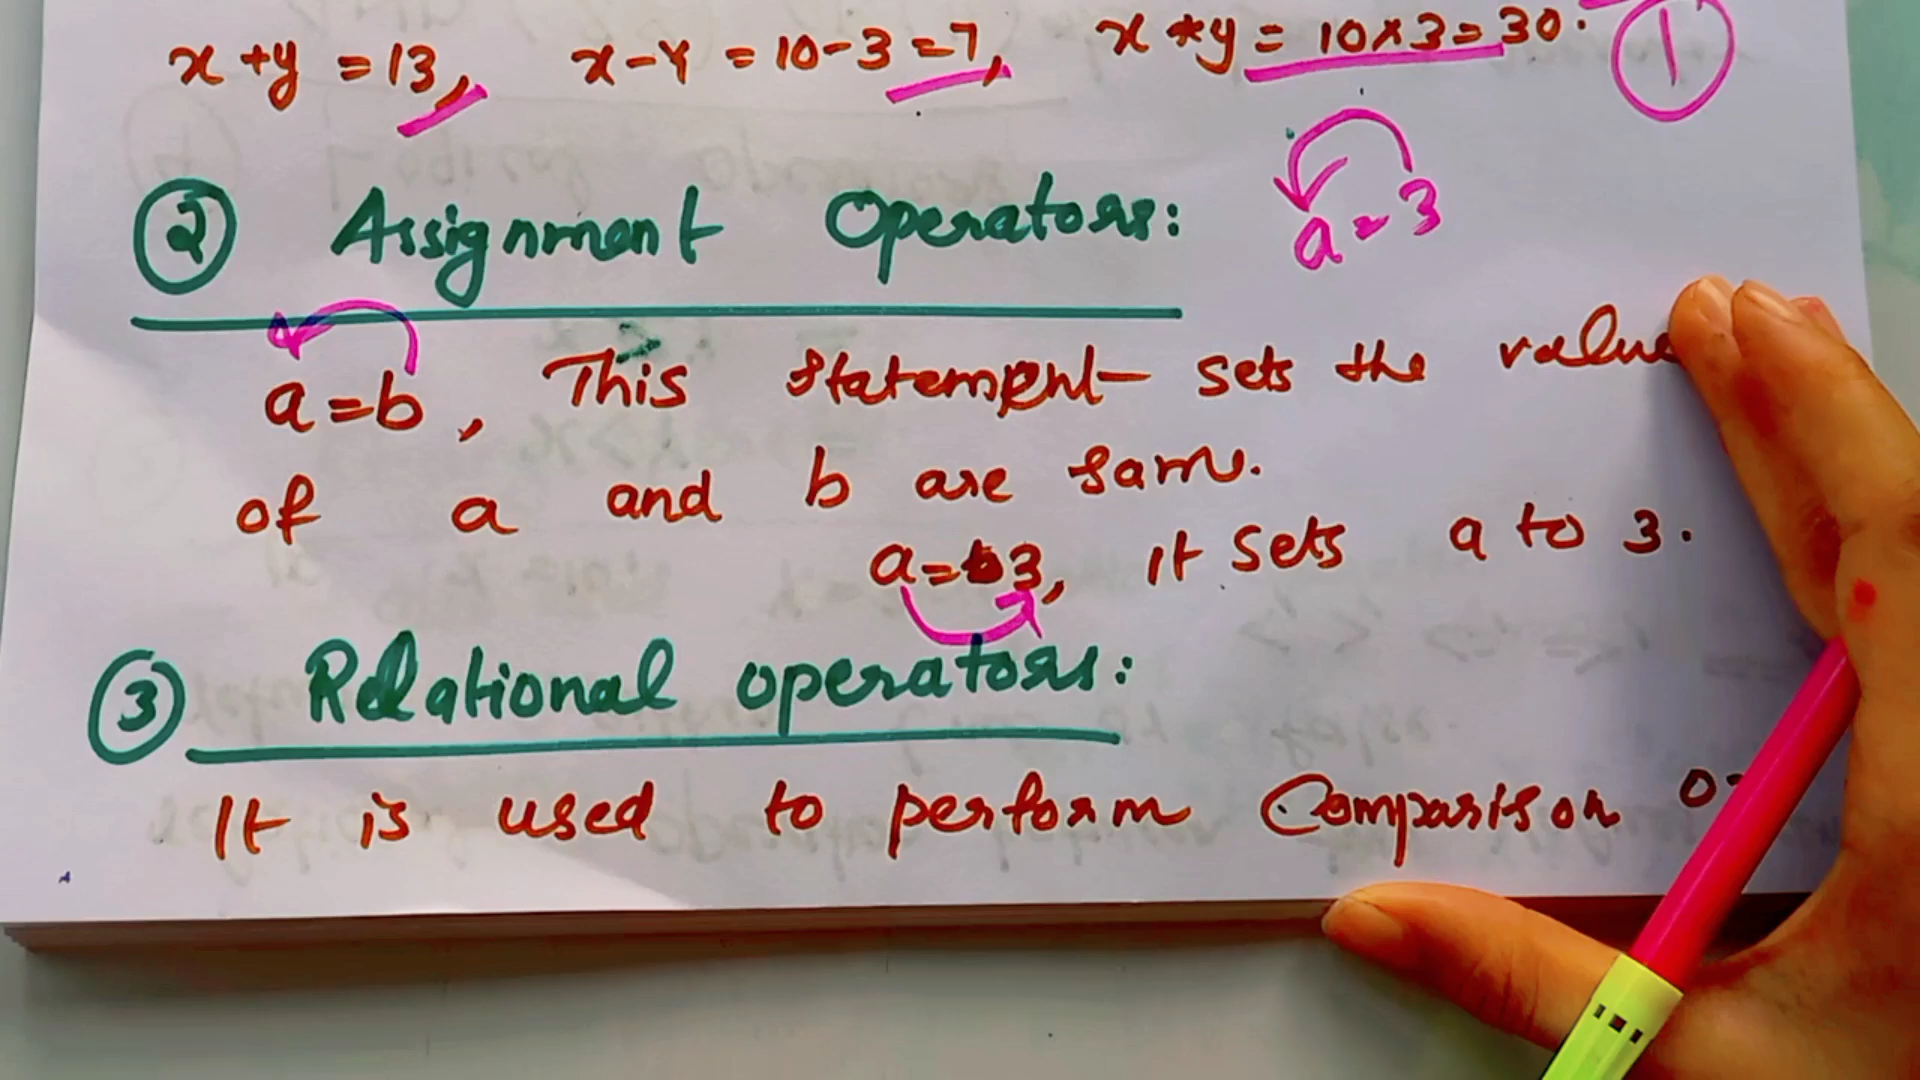 x+y = 13, x-y = 10-3 = 7, x*y = 10×3 = 30.
1
a = 3
2 Assignment Operators:
a=b, This statement sets the value
of a and b are same.
a=3, It sets a to 3.
3 Relational operators:
It is used to perform Comparison